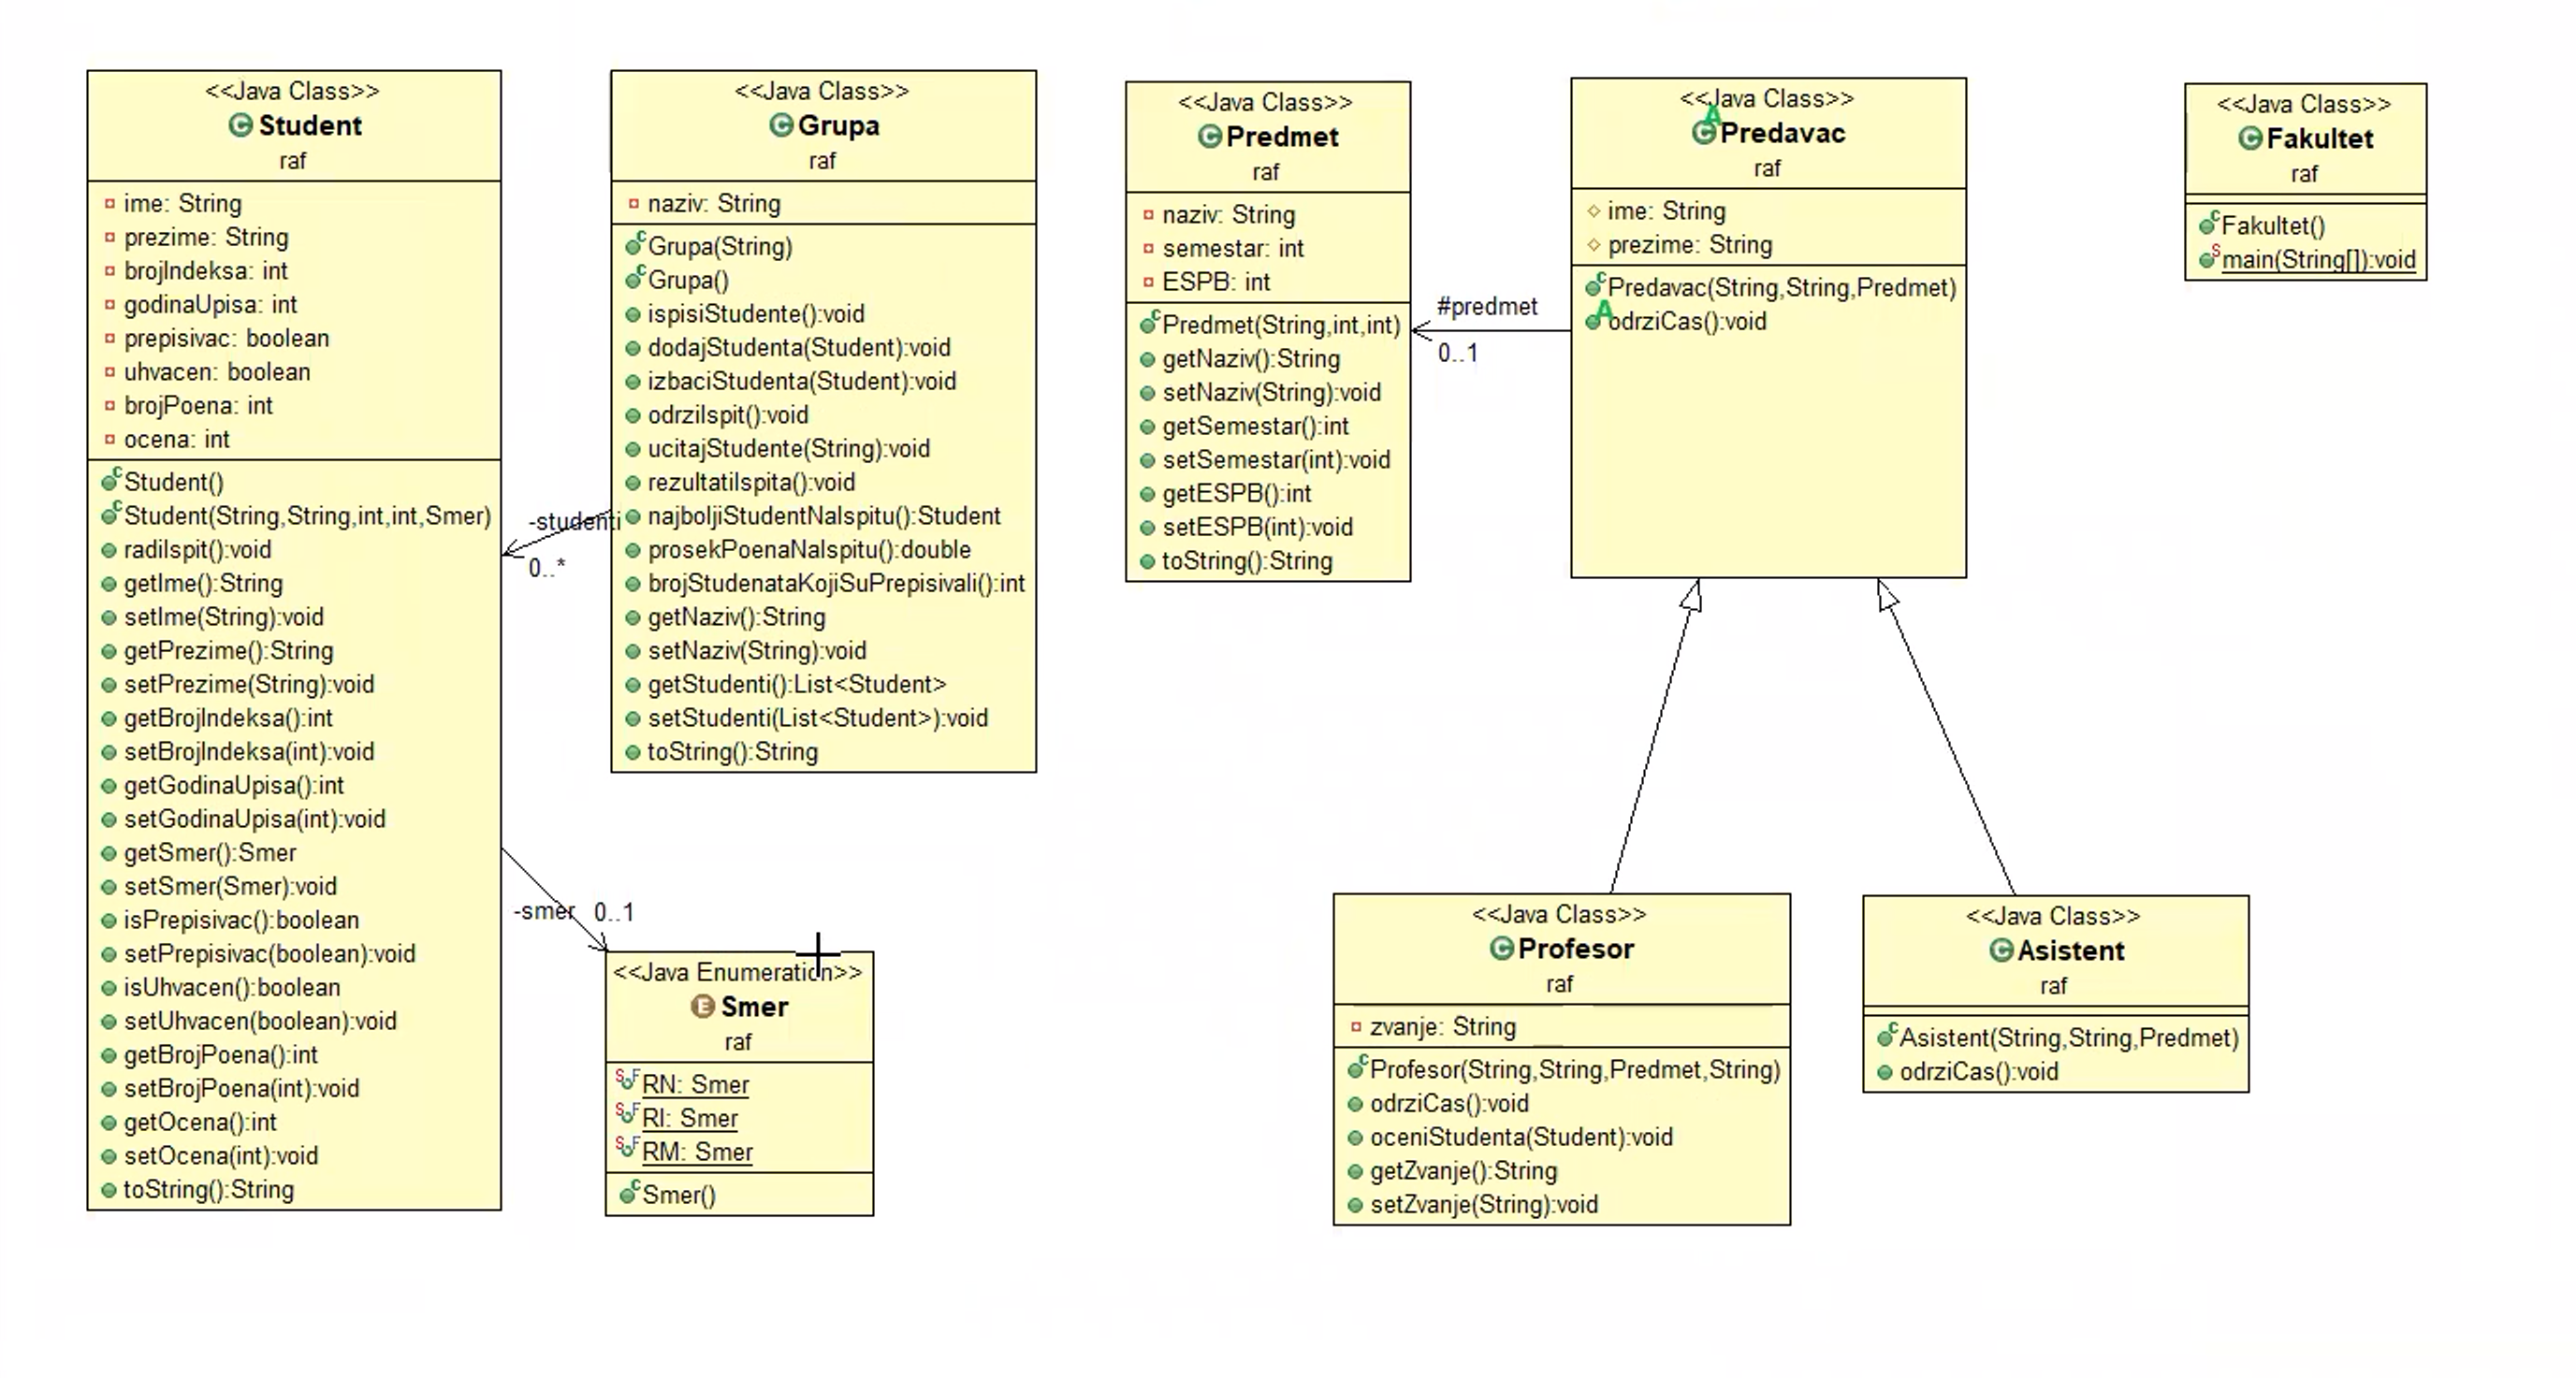 <<Java Class>>
Student
raf
ime: String
prezime: String
brojIndeksa: int
godinaUpisa: int
prepisivac: boolean
uhvacen: boolean
brojPoena: int
ocena: int
Student()
Student(String,String,int,int,Smer)
radiIspit():void
getIme():String
setIme(String):void
getPrezime():String
setPrezime(String):void
getBrojIndeksa():int
setBrojIndeksa(int):void
getGodinaUpisa():int
setGodinaUpisa(int):void
getSmer():Smer
setSmer(Smer):void
isPrepisivac():boolean
setPrepisivac(boolean):void
isUhvacen():boolean
setUhvacen(boolean):void
getBrojPoena():int
setBrojPoena(int):void
getOcena():int
setOcena(int):void
toString():String
-studenti
0..*
-smer 0..1
<<Java Class>>
Grupa
raf
naziv: String
Grupa(String)
Grupa()
ispisiStudente():void
dodajStudenta(Student):void
izbaciStudenta(Student):void
odrziIspit():void
ucitajStudente(String):void
rezultatiIspita():void
najboljiStudentNaIspitu():Student
prosekPoenaNaIspitu():double
brojStudenataKojiSuPrepisivali():int
getNaziv():String
setNaziv(String):void
getStudenti():List<Student>
setStudenti(List<Student>):void
toString():String
<<Java Enumeration>>
Smer
raf
RN: Smer
RI: Smer
RM: Smer
Smer()
<<Java Class>>
Predmet
raf
naziv: String
semestar: int
ESPB: int
Predmet(String,int,int)
getNaziv():String
setNaziv(String):void
getSemestar():int
setSemestar(int):void
getESPB():int
setESPB(int):void
toString():String
#predmet
0..1
<<Java Class>>
Predavac
raf
ime: String
prezime: String
Predavac(String,String,Predmet)
odrziCas():void
<<Java Class>>
Fakultet
raf
Fakultet()
main(String[]):void
<<Java Class>>
Profesor
raf
zvanje: String
Profesor(String,String,Predmet,String)
odrziCas():void
oceniStudenta(Student):void
getZvanje():String
setZvanje(String):void
<<Java Class>>
Asistent
raf
Asistent(String,String,Predmet)
odrziCas():void